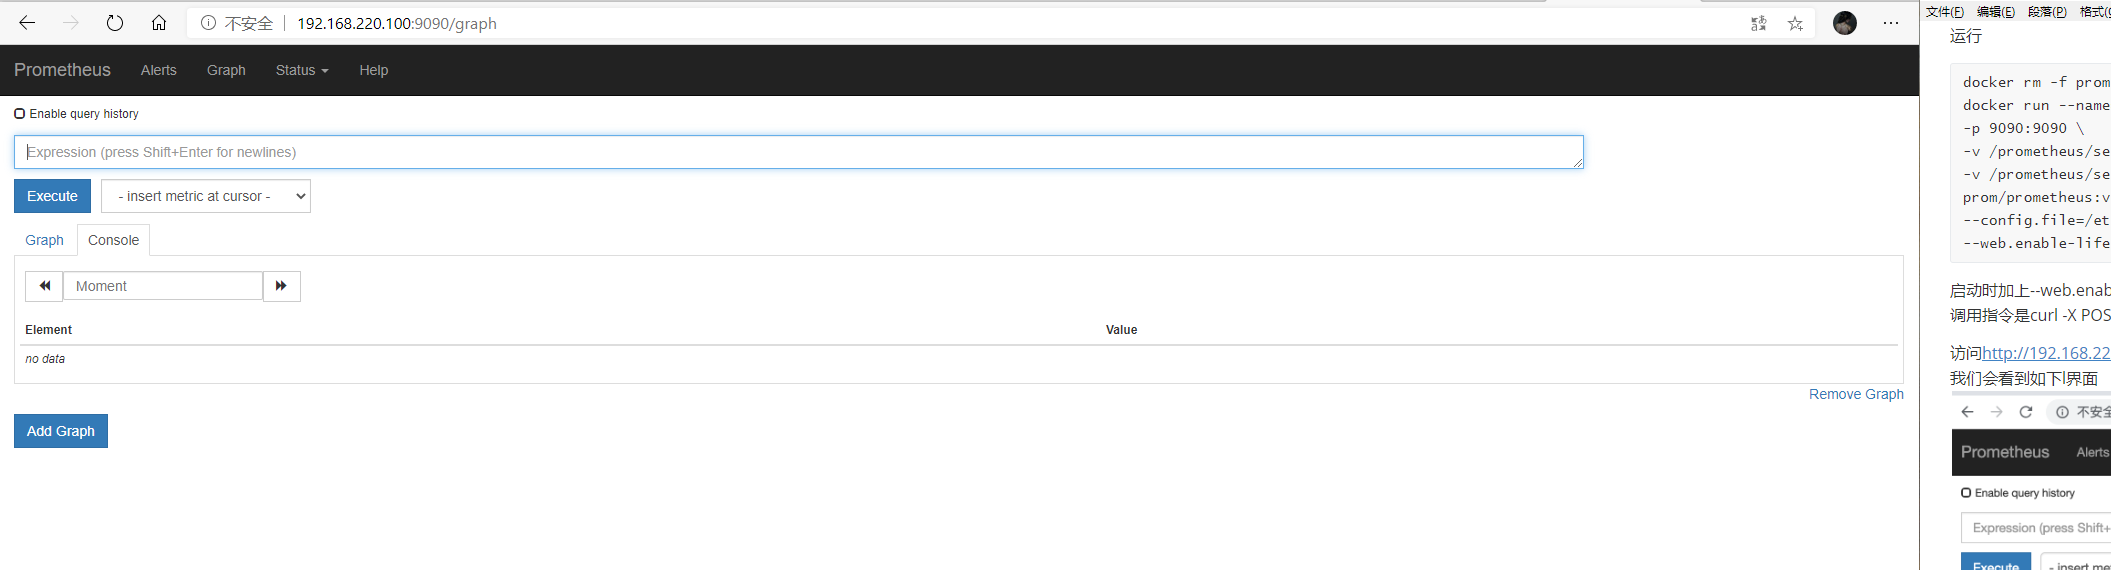 不安全 192.168.220.100:9090/graph
Prometheus Alerts Graph Status Help
Enable query history
Expression (press Shift+Enter for newlines)
Execute - insert metric at cursor -
Graph Console
Moment
Element Value
no data
Remove Graph
Add Graph
文件(F) 编辑(E) 段落(P) 格式(
运行
docker rm -f prom
docker run --name
-p 9090:9090 \
-v /prometheus/se
-v /prometheus/se
prom/prometheus:v
--config.file=/et
--web.enable-life
启动时加上--web.enab
调用指令是curl -X POS
访问http://192.168.22
我们会看到如下l界面
不安全
Prometheus Alerts
Enable query history
Expression (press Shift+
Execute - insert me